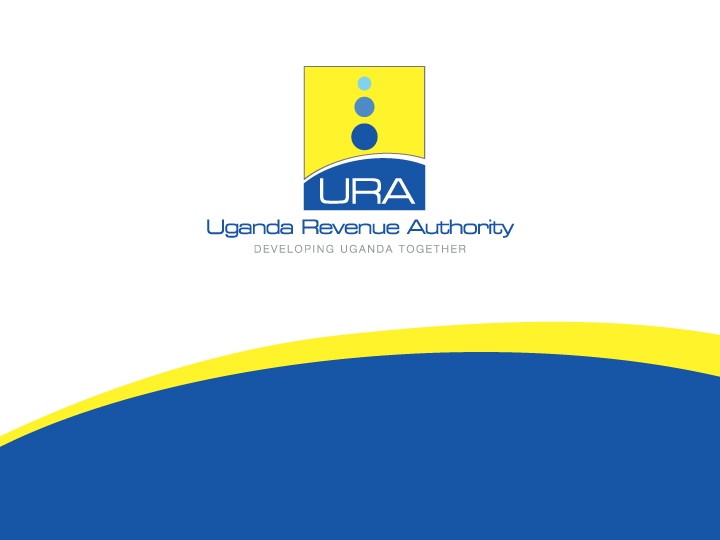 URA
Uganda Revenue Authority
DEVELOPING UGANDA TOGETHER